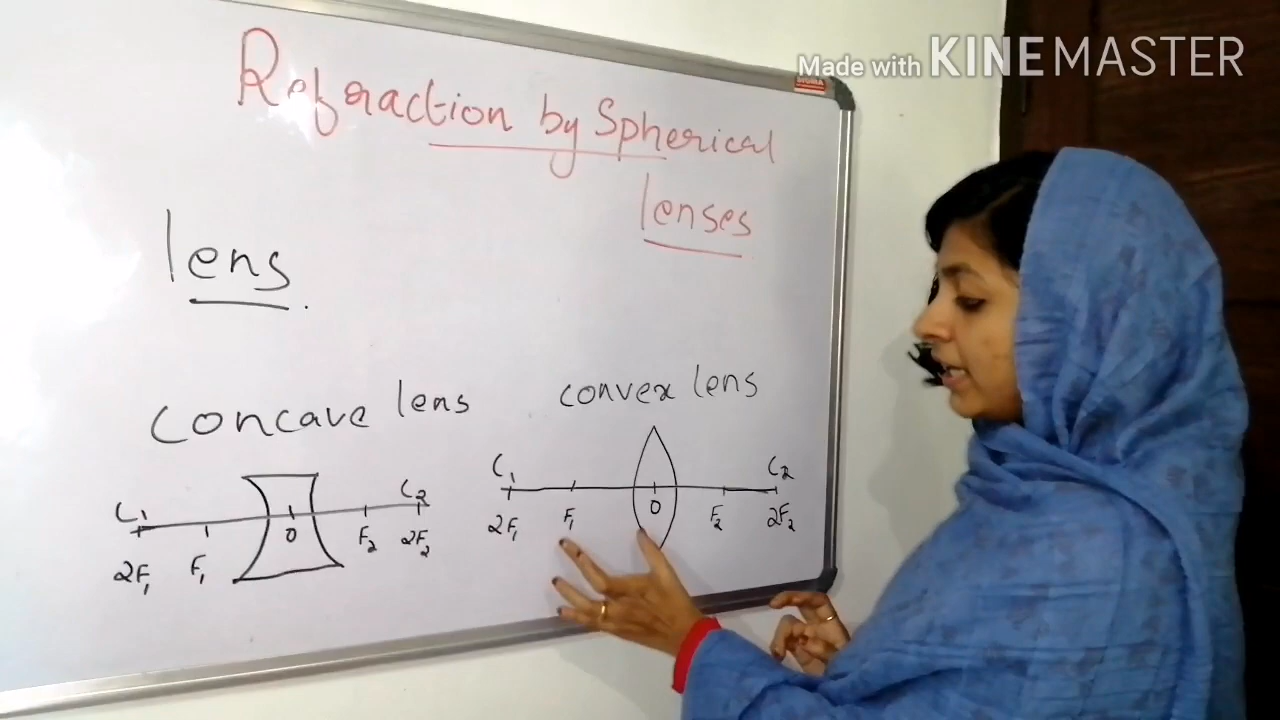 Made with KINEMASTER
Refraction by Spherical
lenses
lens.
concave lens
convex lens
C₁ C₂
2F₁ F₁ O F₂ 2F₂
C₁ C₂
2F₁ F₁ O F₂ 2F₂